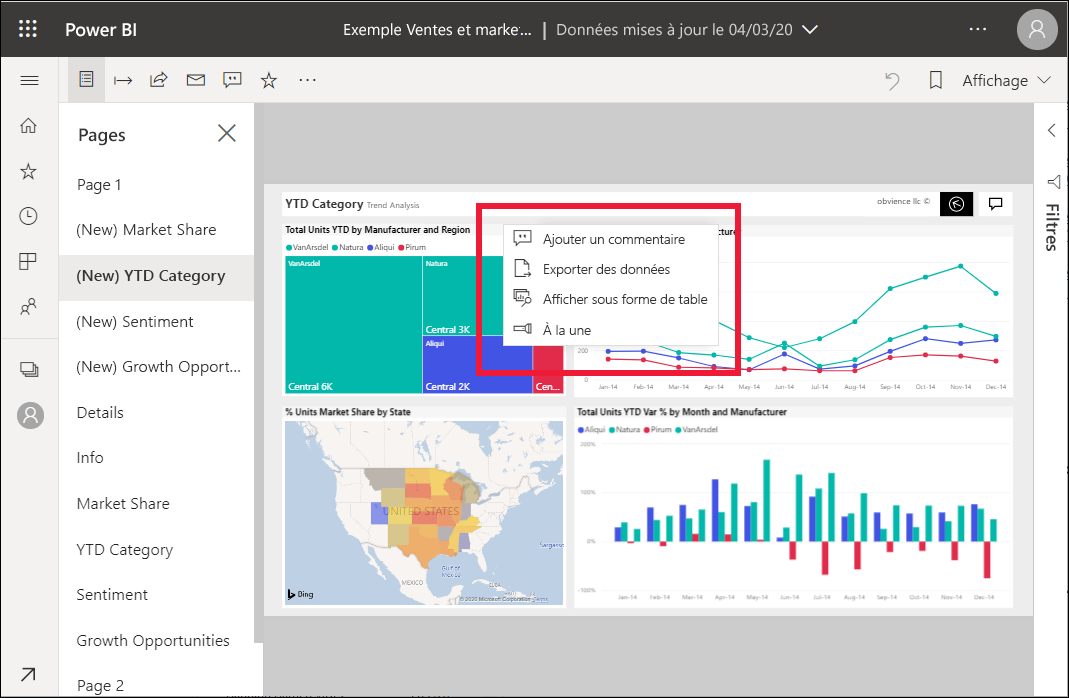 Power BI
Exemple Ventes et marke... | Données mises à jour le 04/03/20
Affichage
Pages
Page 1
(New) Market Share
(New) YTD Category
(New) Sentiment
(New) Growth Opport...
Details
Info
Market Share
YTD Category
Sentiment
Growth Opportunities
Page 2
Filtres
YTD Category Trend Analysis
obvience llc ©
Total Units YTD by Manufacturer and Region
VanArsdel Natura Aliqui Pirum
VanArsdel
Natura
Central 3K
Aliqui
Central 6K
Central 2K
Cen...
Ajouter un commentaire
Exporter des données
Afficher sous forme de table
À la une
200
0
Jan-14 Feb-14 Mar-14 Apr-14 May-14 Jun-14 Jul-14 Aug-14 Sep-14 Oct-14 Nov-14 Dec-14
% Units Market Share by State
UNITED STATES
Gulf of
Mexico
MEXICO
CUBA
Bing
© 2020 Microsoft Corporation Terms
Total Units YTD Var % by Month and Manufacturer
Aliqui Natura Pirum VanArsdel
200%
100%
0%
-100%
Jan-14 Feb-14 Mar-14 Apr-14 May-14 Jun-14 Jul-14 Aug-14 Sep-14 Oct-14 Nov-14 Dec-14